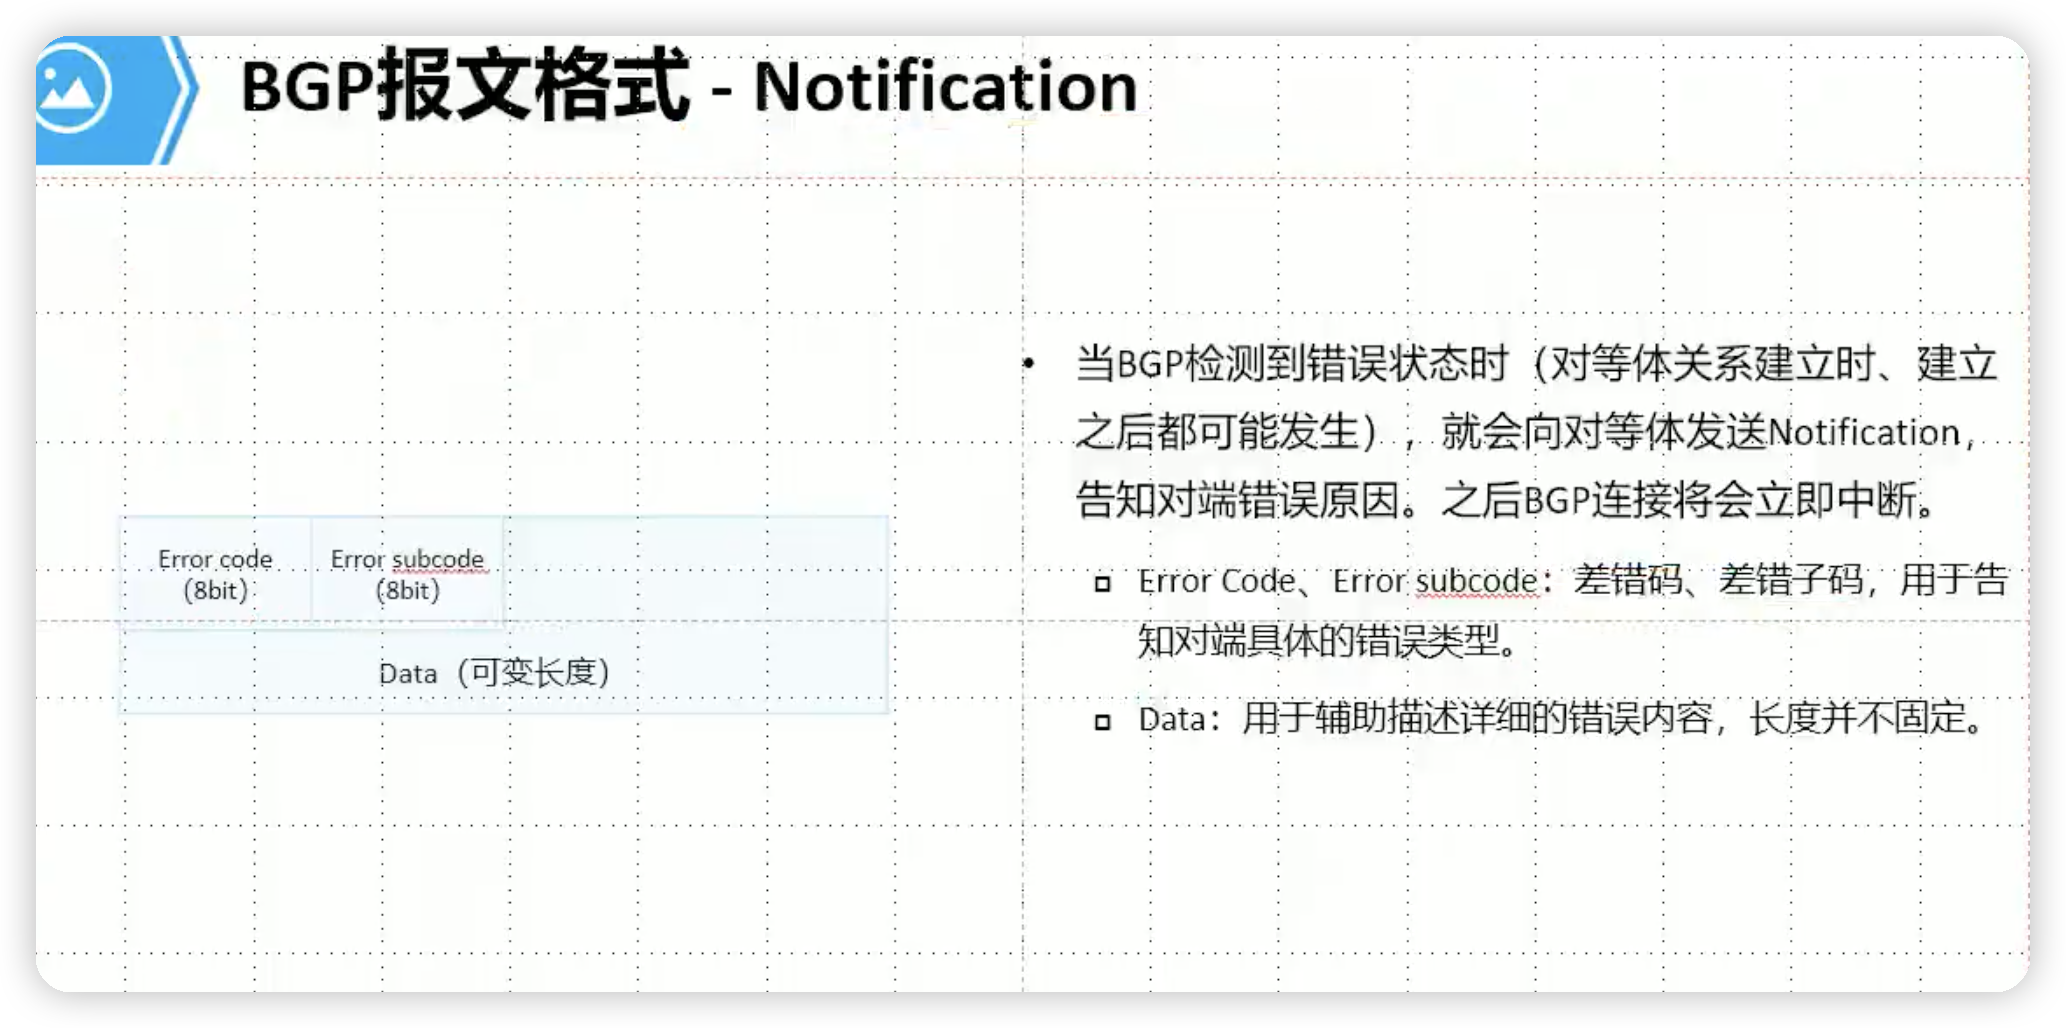 BGP报文格式 - Notification
Error code
(8bit)
Error subcode
(8bit)
Data（可变长度）
• 当BGP检测到错误状态时（对等体关系建立时、建立
之后都可能发生），就会向对等体发送Notification，
告知对端错误原因。之后BGP连接将会立即中断。
Error Code、Error subcode：差错码、差错子码，用于告
知对端具体的错误类型。
Data：用于辅助描述详细的错误内容，长度并不固定。